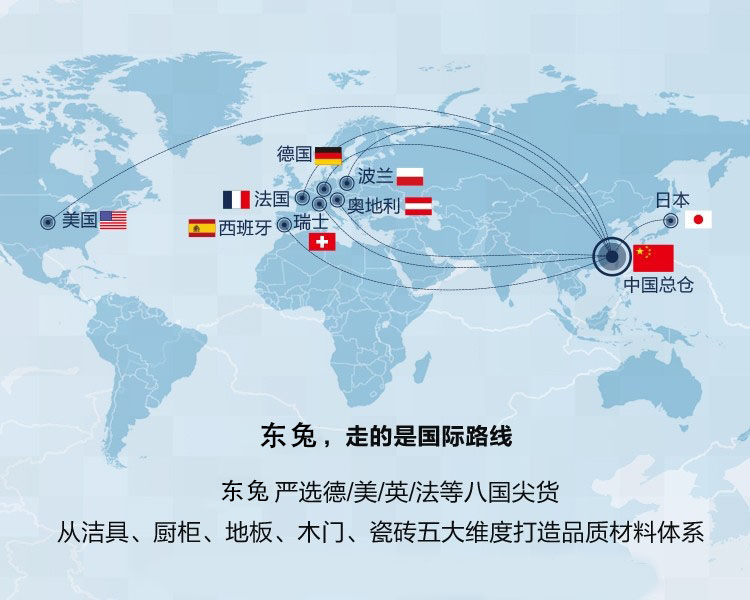 德国
波兰
法国
奥地利
日本
美国
西班牙
瑞士
中国总仓
东兔，走的是国际路线
东兔严选德/美/英/法等八国尖货
从洁具、厨柜、地板、木门、瓷砖五大维度打造品质材料体系